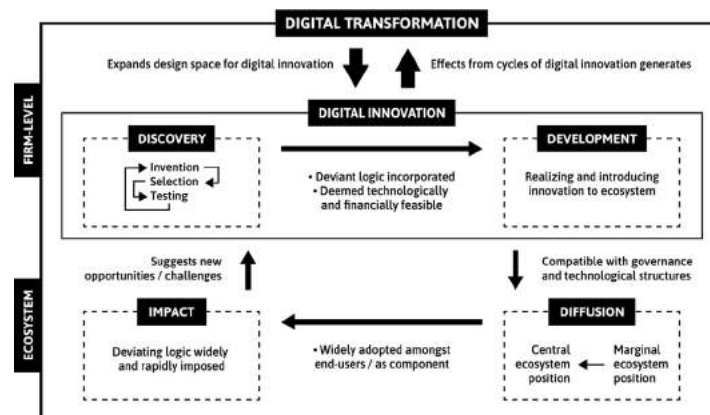 DIGITAL TRANSFORMATION
Expands design space for digital innovation
Effects from cycles of digital innovation generates
FIRM-LEVEL
DIGITAL INNOVATION
DISCOVERY
Invention
Selection
Testing
• Deviant logic incorporated
• Deemed technologically
and financially feasible
DEVELOPMENT
Realizing and introducing
innovation to ecosystem
Suggests new
opportunities / challenges
Compatible with governance
and technological structures
ECOSYSTEM
IMPACT
Deviating logic widely
and rapidly imposed
• Widely adopted amongst
end-users / as component
DIFFUSION
Central
ecosystem
position
Marginal
ecosystem
position